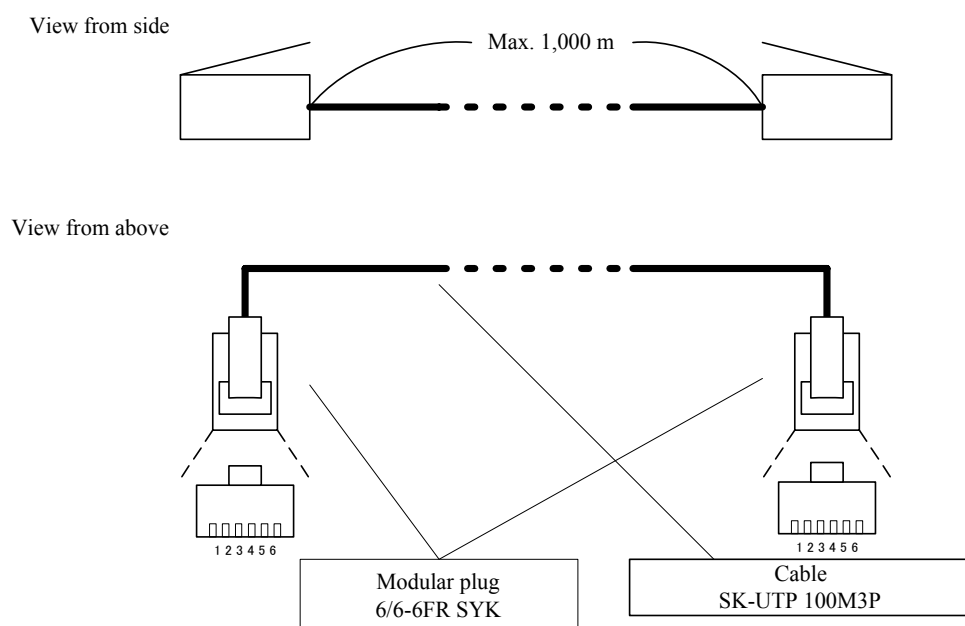 View from side
Max. 1,000 m
View from above
1 2 3 4 5 6
1 2 3 4 5 6
Modular plug
6/6-6FR SYK
Cable
SK-UTP 100M3P